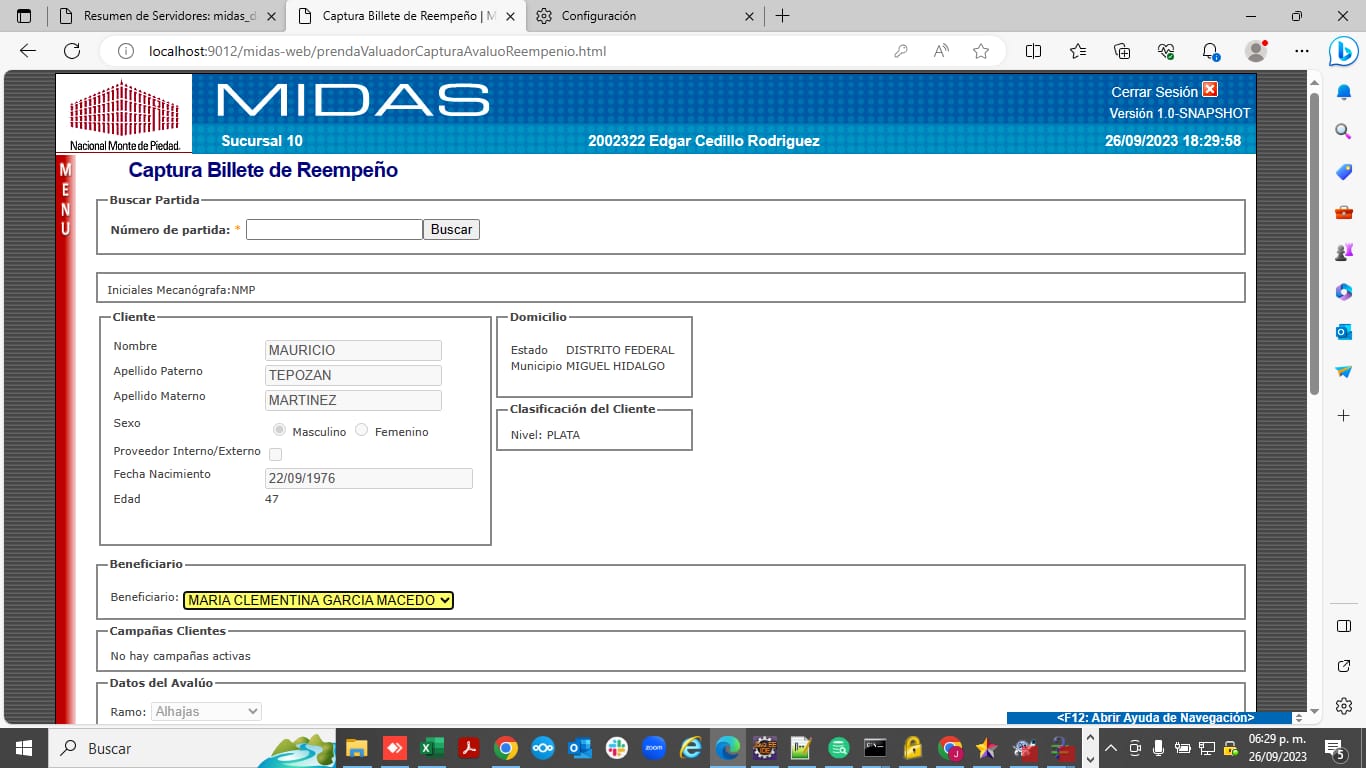 Resumen de Servidores: midas_d
Captura Billete de Reempeño | M
Configuración
localhost:9012/midas-web/prendaValuadorCapturaAvaluoReempenio.html
Nacional Monte de Piedad.
MIDAS
Cerrar Sesión
Versión 1.0-SNAPSHOT
Sucursal 10
2002322 Edgar Cedillo Rodriguez
26/09/2023 18:29:58
MENU
Captura Billete de Reempeño
Buscar Partida
Número de partida: * Buscar
Iniciales Mecanógrafa:NMP
Cliente
Nombre MAURICIO
Apellido Paterno TEPOZAN
Apellido Materno MARTINEZ
Sexo Masculino Femenino
Proveedor Interno/Externo
Fecha Nacimiento 22/09/1976
Edad 47
Domicilio
Estado DISTRITO FEDERAL
Municipio MIGUEL HIDALGO
Clasificación del Cliente
Nivel: PLATA
Beneficiario
Beneficiario: MARIA CLEMENTINA GARCIA MACEDO
Campañas Clientes
No hay campañas activas
Datos del Avalúo
Ramo: Alhajas
<F12: Abrir Ayuda de Navegación>
Buscar
zoom
06:29 p. m.
26/09/2023
5